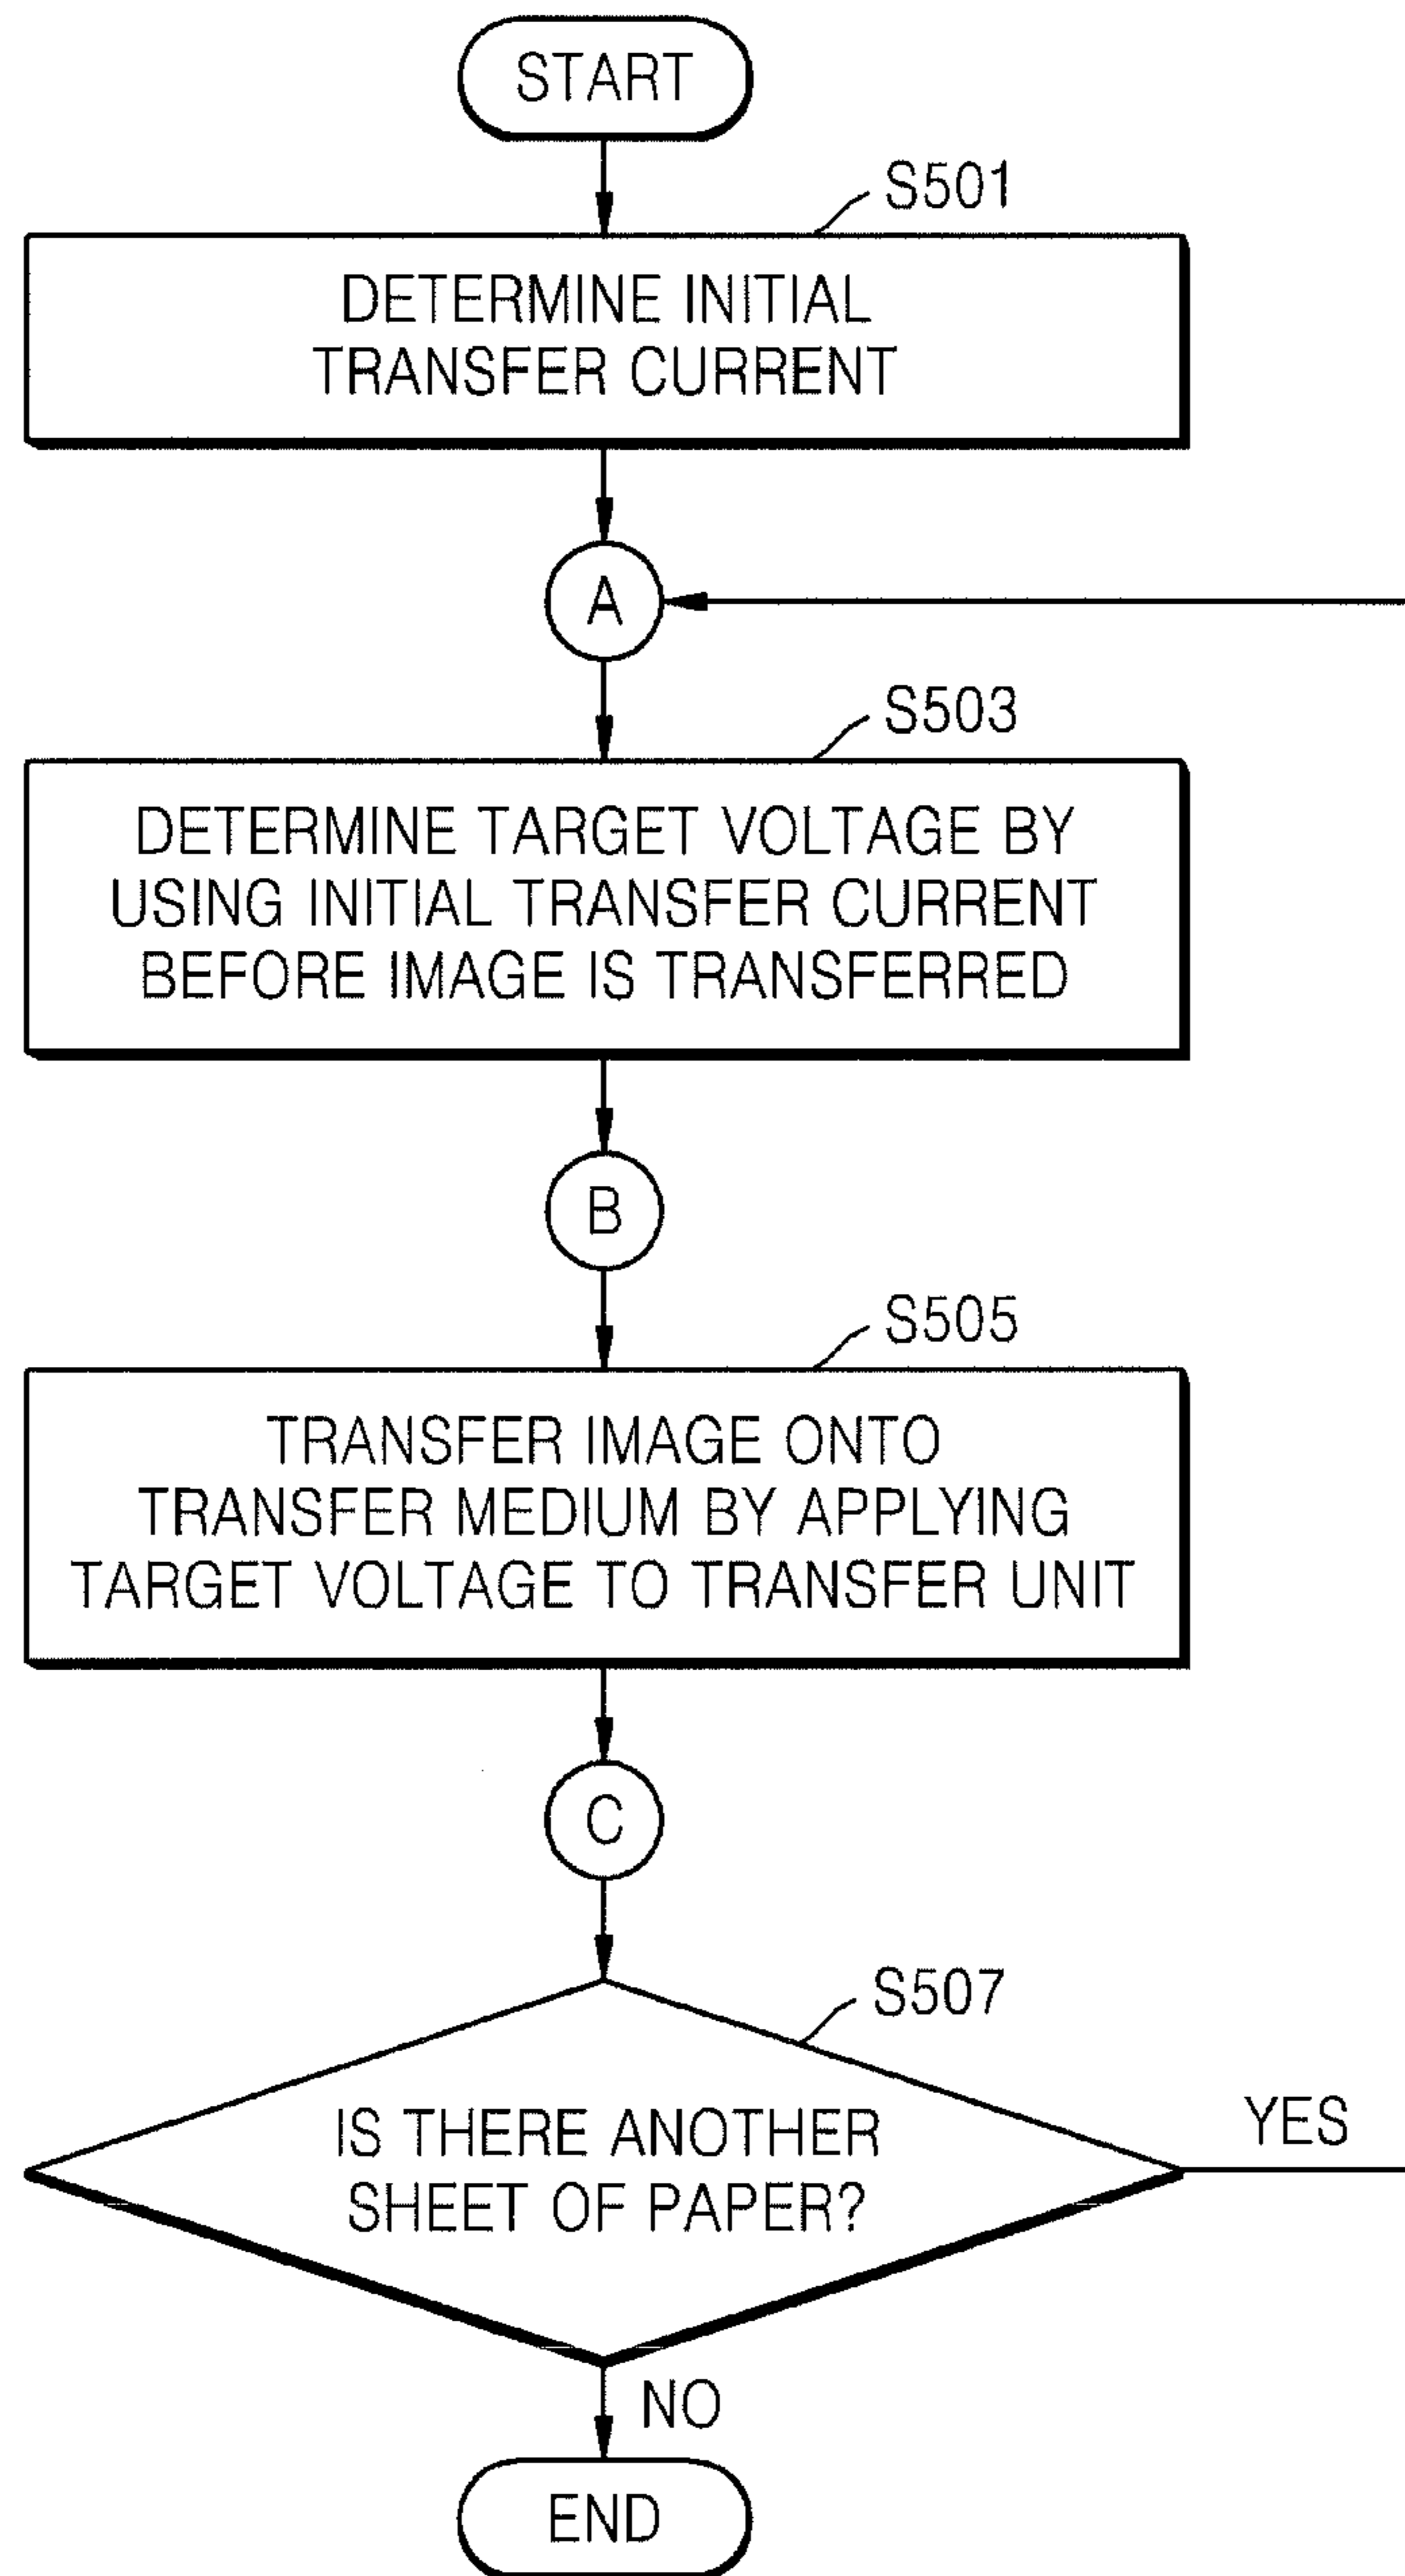 START
S501
DETERMINE INITIAL
TRANSFER CURRENT
A
S503
DETERMINE TARGET VOLTAGE BY
USING INITIAL TRANSFER CURRENT
BEFORE IMAGE IS TRANSFERRED
B
S505
TRANSFER IMAGE ONTO
TRANSFER MEDIUM BY APPLYING
TARGET VOLTAGE TO TRANSFER UNIT
C
S507
IS THERE ANOTHER
SHEET OF PAPER?
YES
NO
END